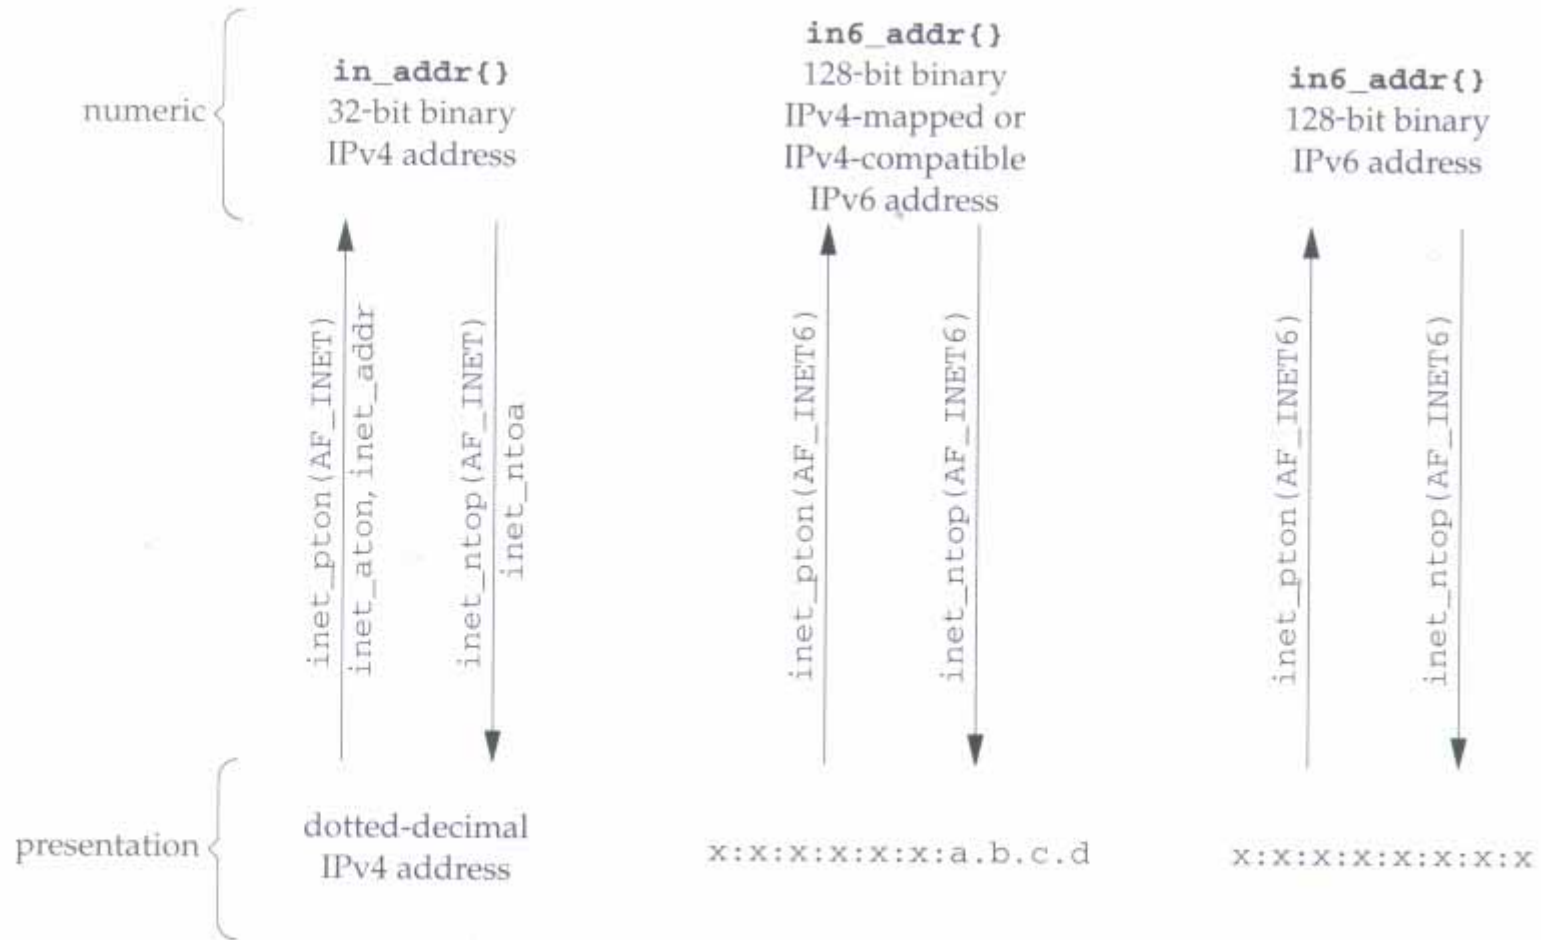 numeric
in_addr{}
32-bit binary
IPv4 address
in6_addr{}
128-bit binary
IPv4-mapped or
IPv4-compatible
IPv6 address
in6_addr{}
128-bit binary
IPv6 address
inet_pton(AF_INET)
inet_aton, inet_addr
inet_ntop(AF_INET)
inet_ntoa
inet_pton(AF_INET6)
inet_ntop(AF_INET6)
inet_pton(AF_INET6)
inet_ntop(AF_INET6)
presentation
dotted-decimal
IPv4 address
x:x:x:x:x:x:a.b.c.d
x:x:x:x:x:x:x:x